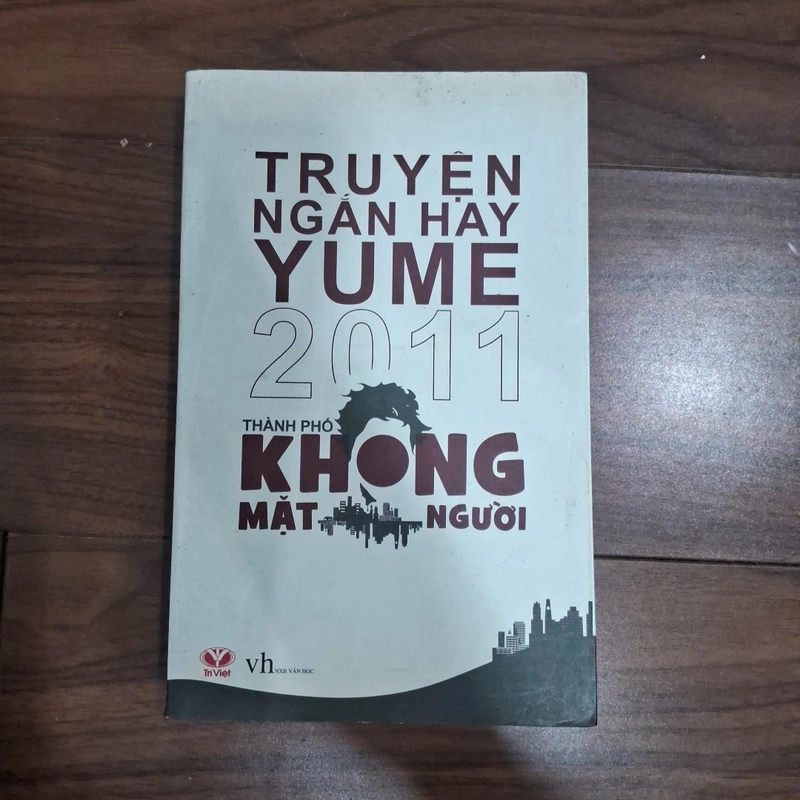 TRUYỆN
NGẮN HAY
YUME
2011
THÀNH PHỐ
KHONG
MẶT NGƯỜI
Trí Việt
vh NXB VĂN HỌC